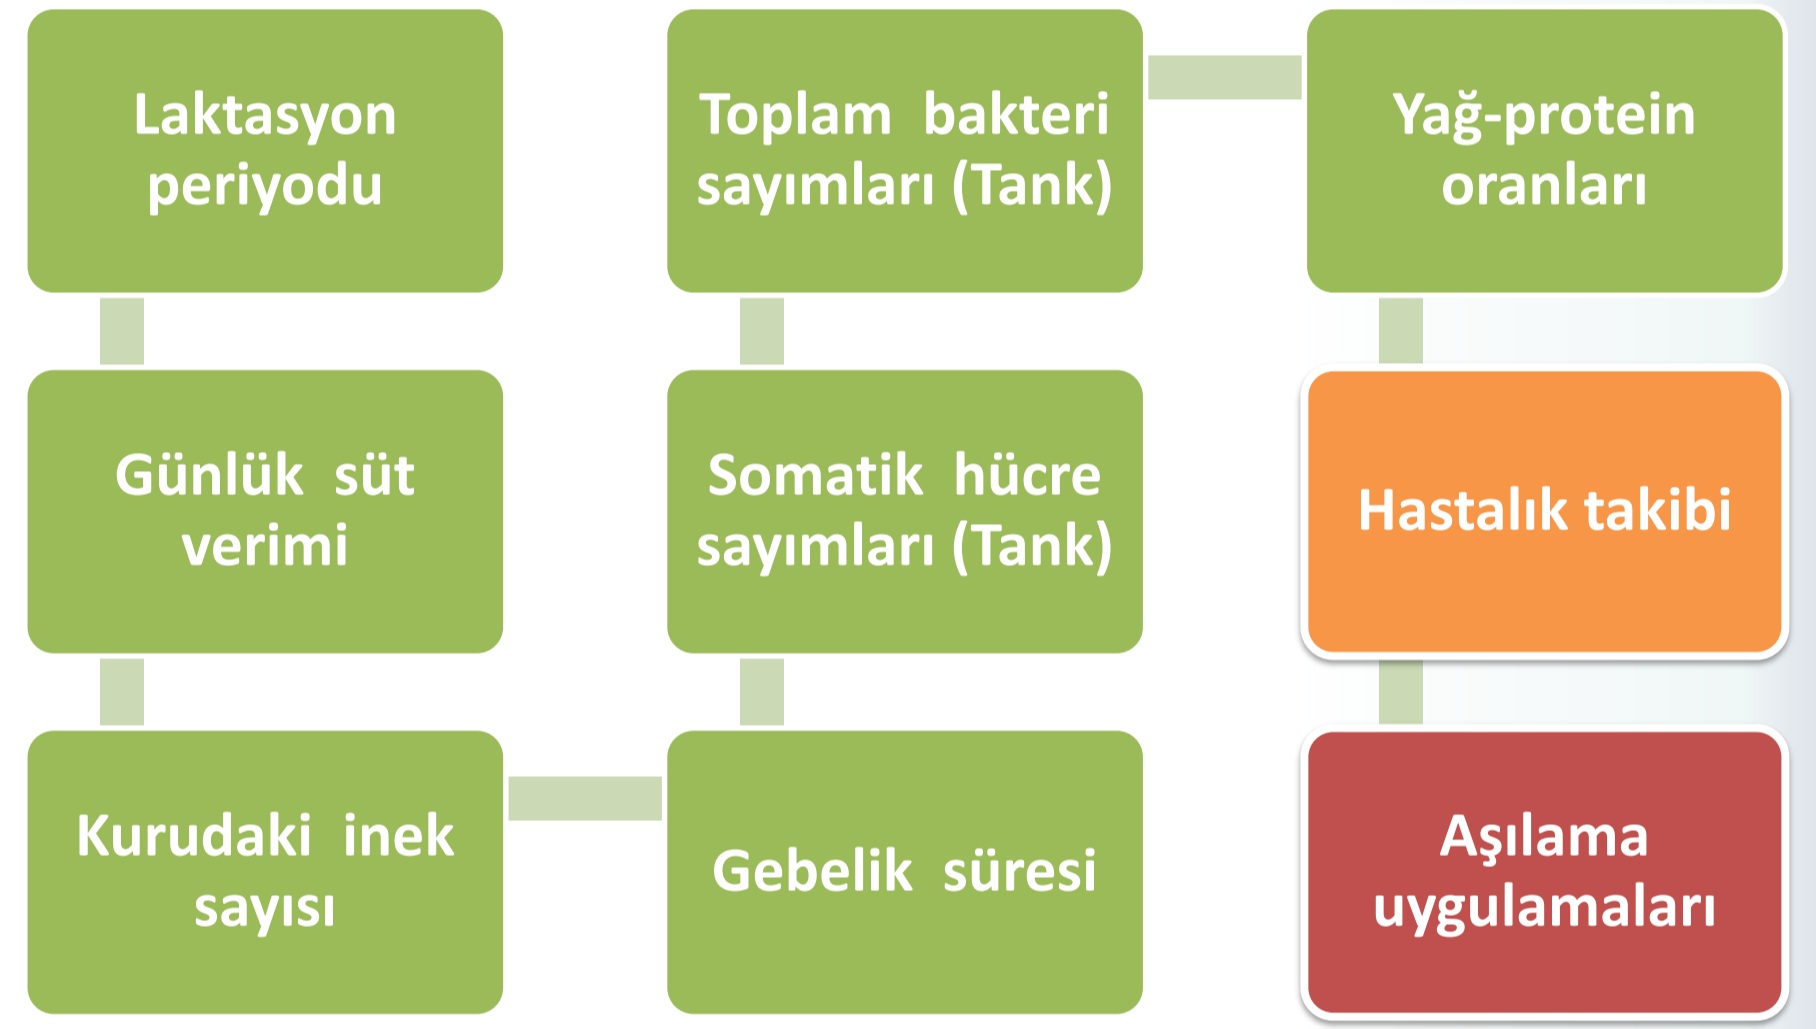 Laktasyon
periyodu
Günlük süt
verimi
Kurudaki inek
sayısı
Gebelik süresi
Somatik hücre
sayımları (Tank)
Toplam bakteri
sayımları (Tank)
Yağ-protein
oranları
Hastalık takibi
Aşılama
uygulamaları